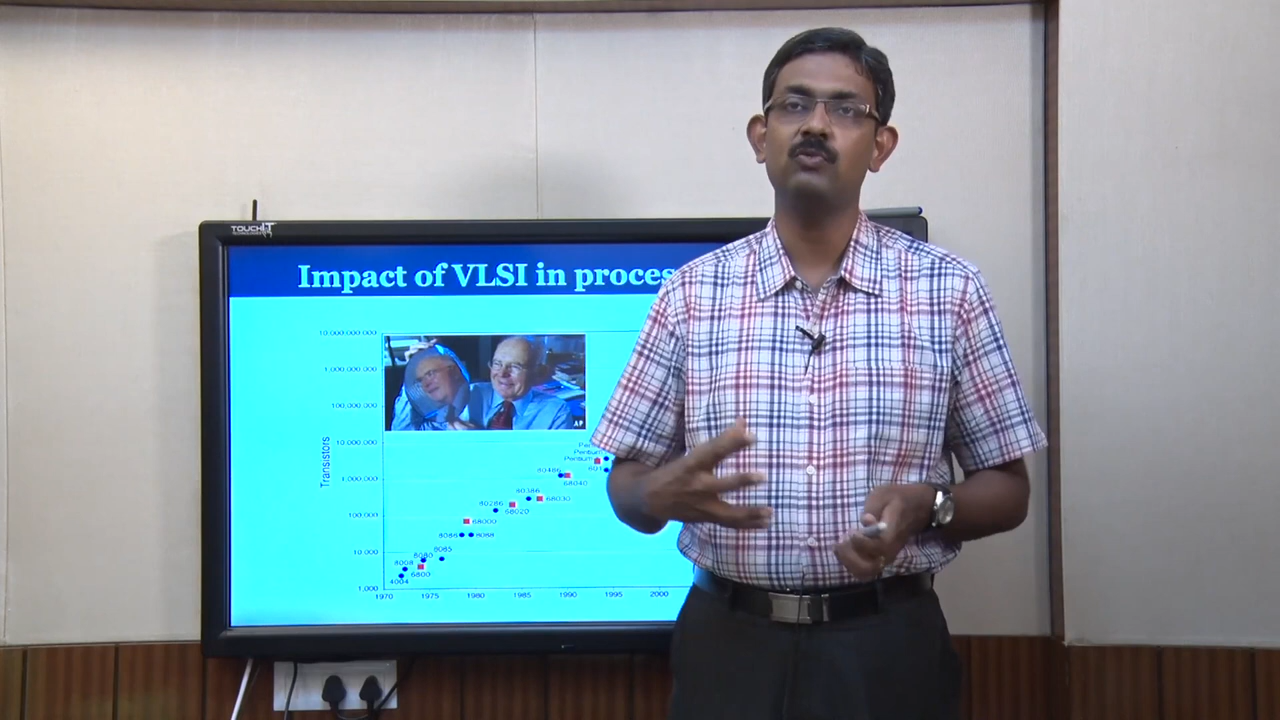 TOUCHIT
Impact of VLSI in proces
10 000 000 000
1 000 000 000
100 000 000
10 000 000
1 000 000
100 000
10 000
1,000
Transistors
AP
Pentium
80486
68040
80386
68030
80286
68020
68000
8086
8088
8080
8085
8008
6800
4004
1970 1975 1980 1985 1990 1995 2000